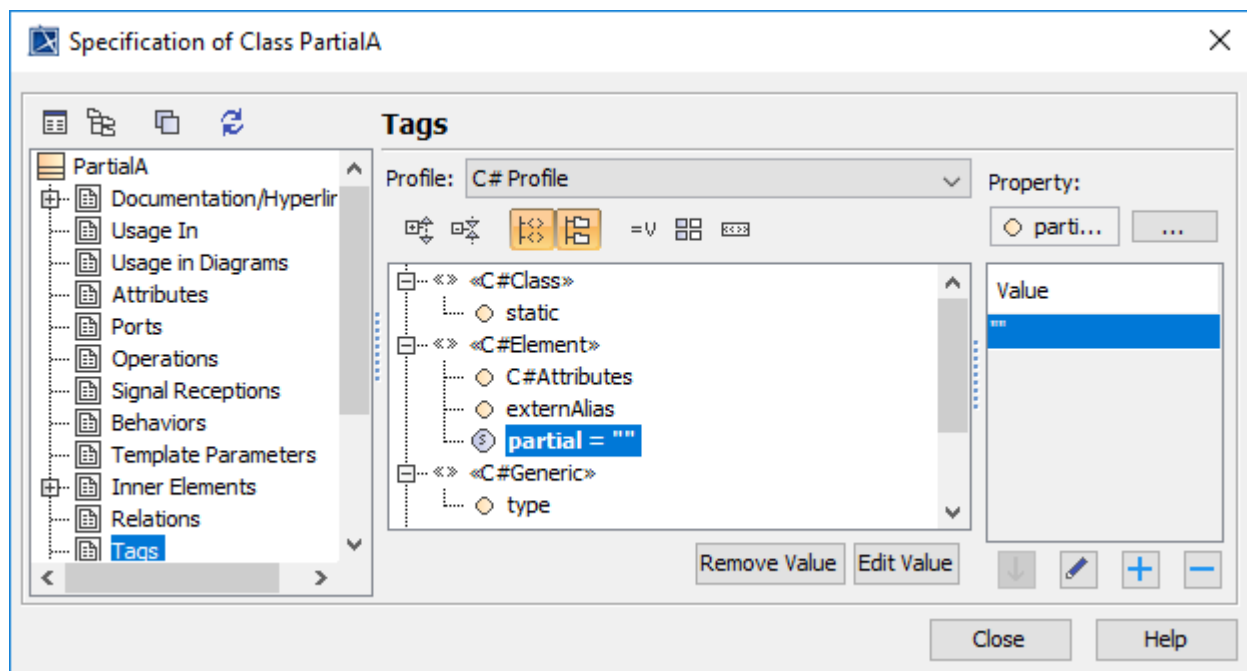 Specification of Class PartialA
PartialA
Documentation/Hyperlir
Usage In
Usage in Diagrams
Attributes
Ports
Operations
Signal Receptions
Behaviors
Template Parameters
Inner Elements
Relations
Tags
Tags
Profile: C# Profile
=V
«» «C#Class»
static
«» «C#Element»
C#Attributes
externAlias
partial = ""
«» «C#Generic»
type
Remove Value Edit Value
Property:
parti... ...
Value
""
Close Help